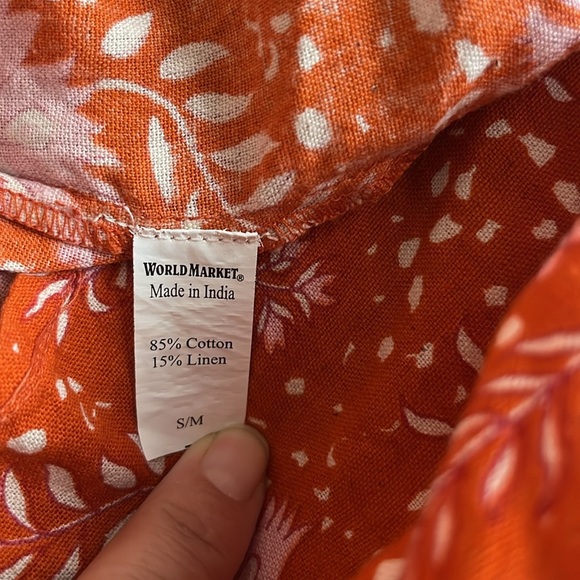 WORLD MARKET®
Made in India
85% Cotton
15% Linen
S/M